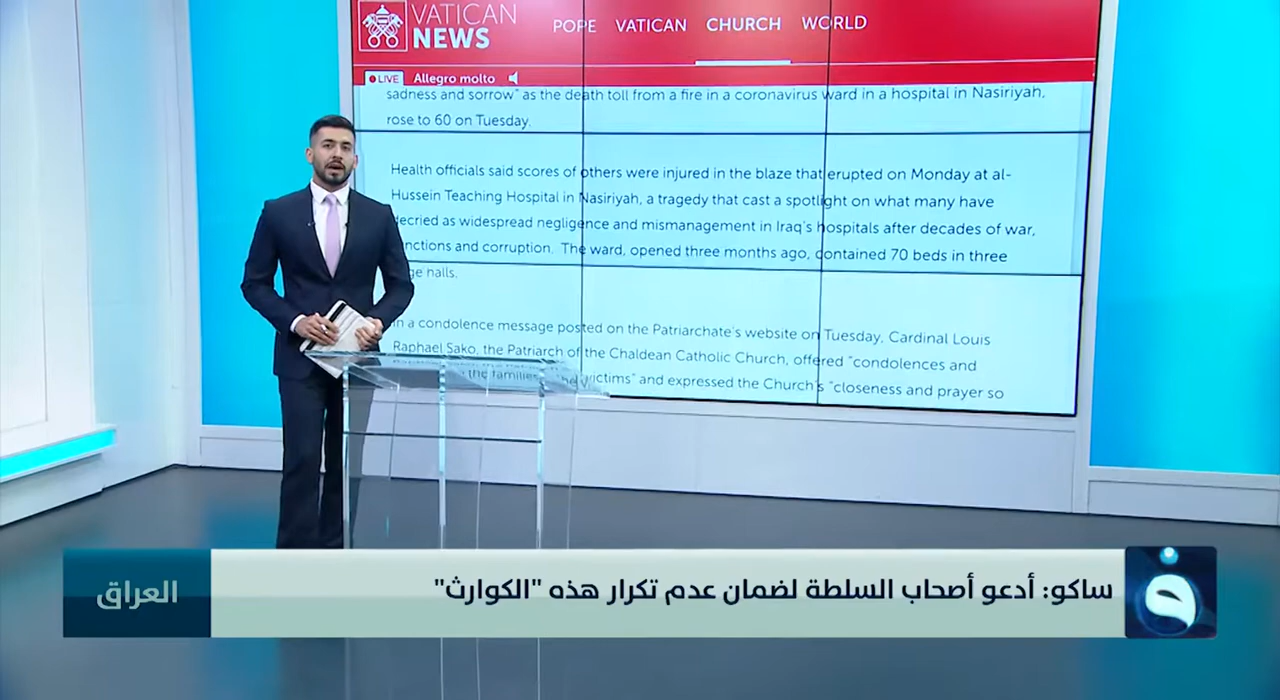 VATICAN
NEWS
POPE VATICAN CHURCH WORLD
LIVE Allegro molto
sadness and sorrow" as the death toll from a fire in a coronavirus ward in a hospital in Nasiriyah,
rose to 60 on Tuesday.
Health officials said scores of others were injured in the blaze that erupted on Monday at al-
Hussein Teaching Hospital in Nasiriyah, a tragedy that cast a spotlight on what many have
decried as widespread negligence and mismanagement in Iraq's hospitals after decades of war,
and corruption. The ward, opened three months ago, contained 70 beds in three
halls.
In a condolence message posted on the Patriarchate's website on Tuesday, Cardinal Louis
Raphael Sako, the Patriarch of the Chaldean Catholic Church, offered "condolences and
the families victims" and expressed the Church's "closeness and prayer so
ساكو: أدعو أصحاب السلطة لضمان عدم تكرار هذه "الكوارث"
العراق